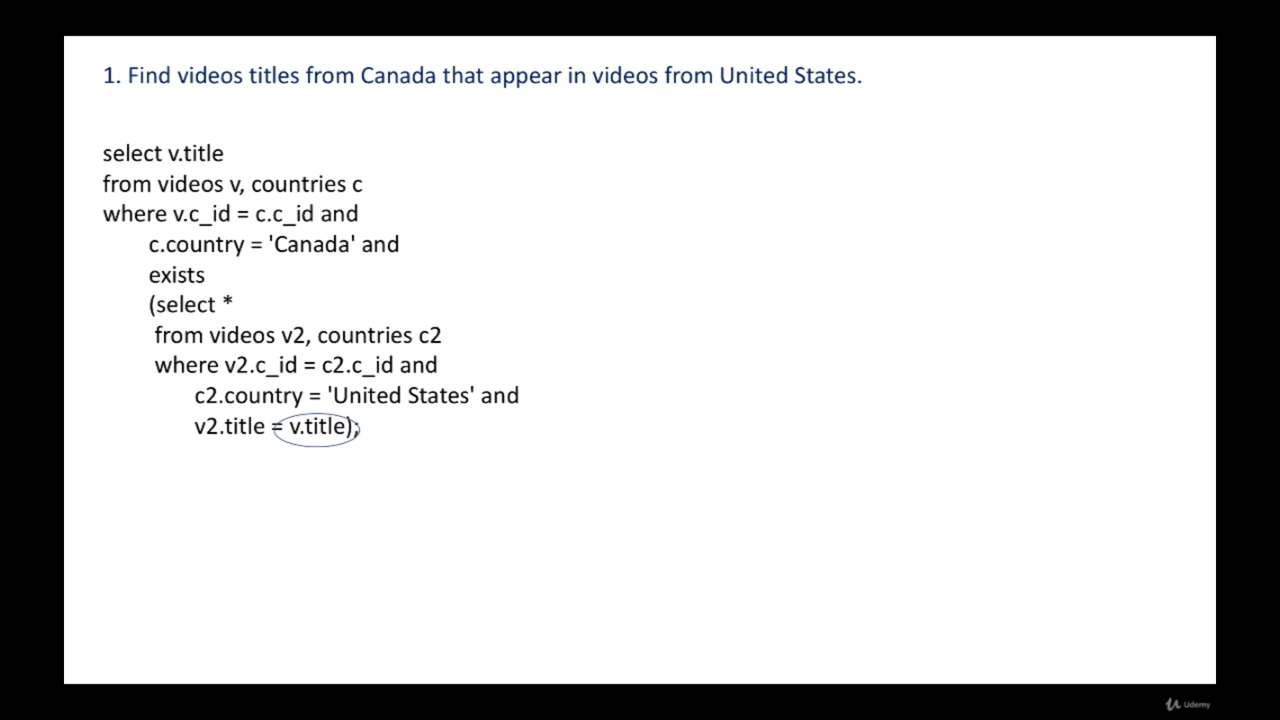 1. Find videos titles from Canada that appear in videos from United States.
select v.title
from videos v, countries c
where v.c_id = c.c_id and
c.country = 'Canada' and
exists
(select *
from videos v2, countries c2
where v2.c_id = c2.c_id and
c2.country = 'United States' and
v2.title = v.title);
Udemy